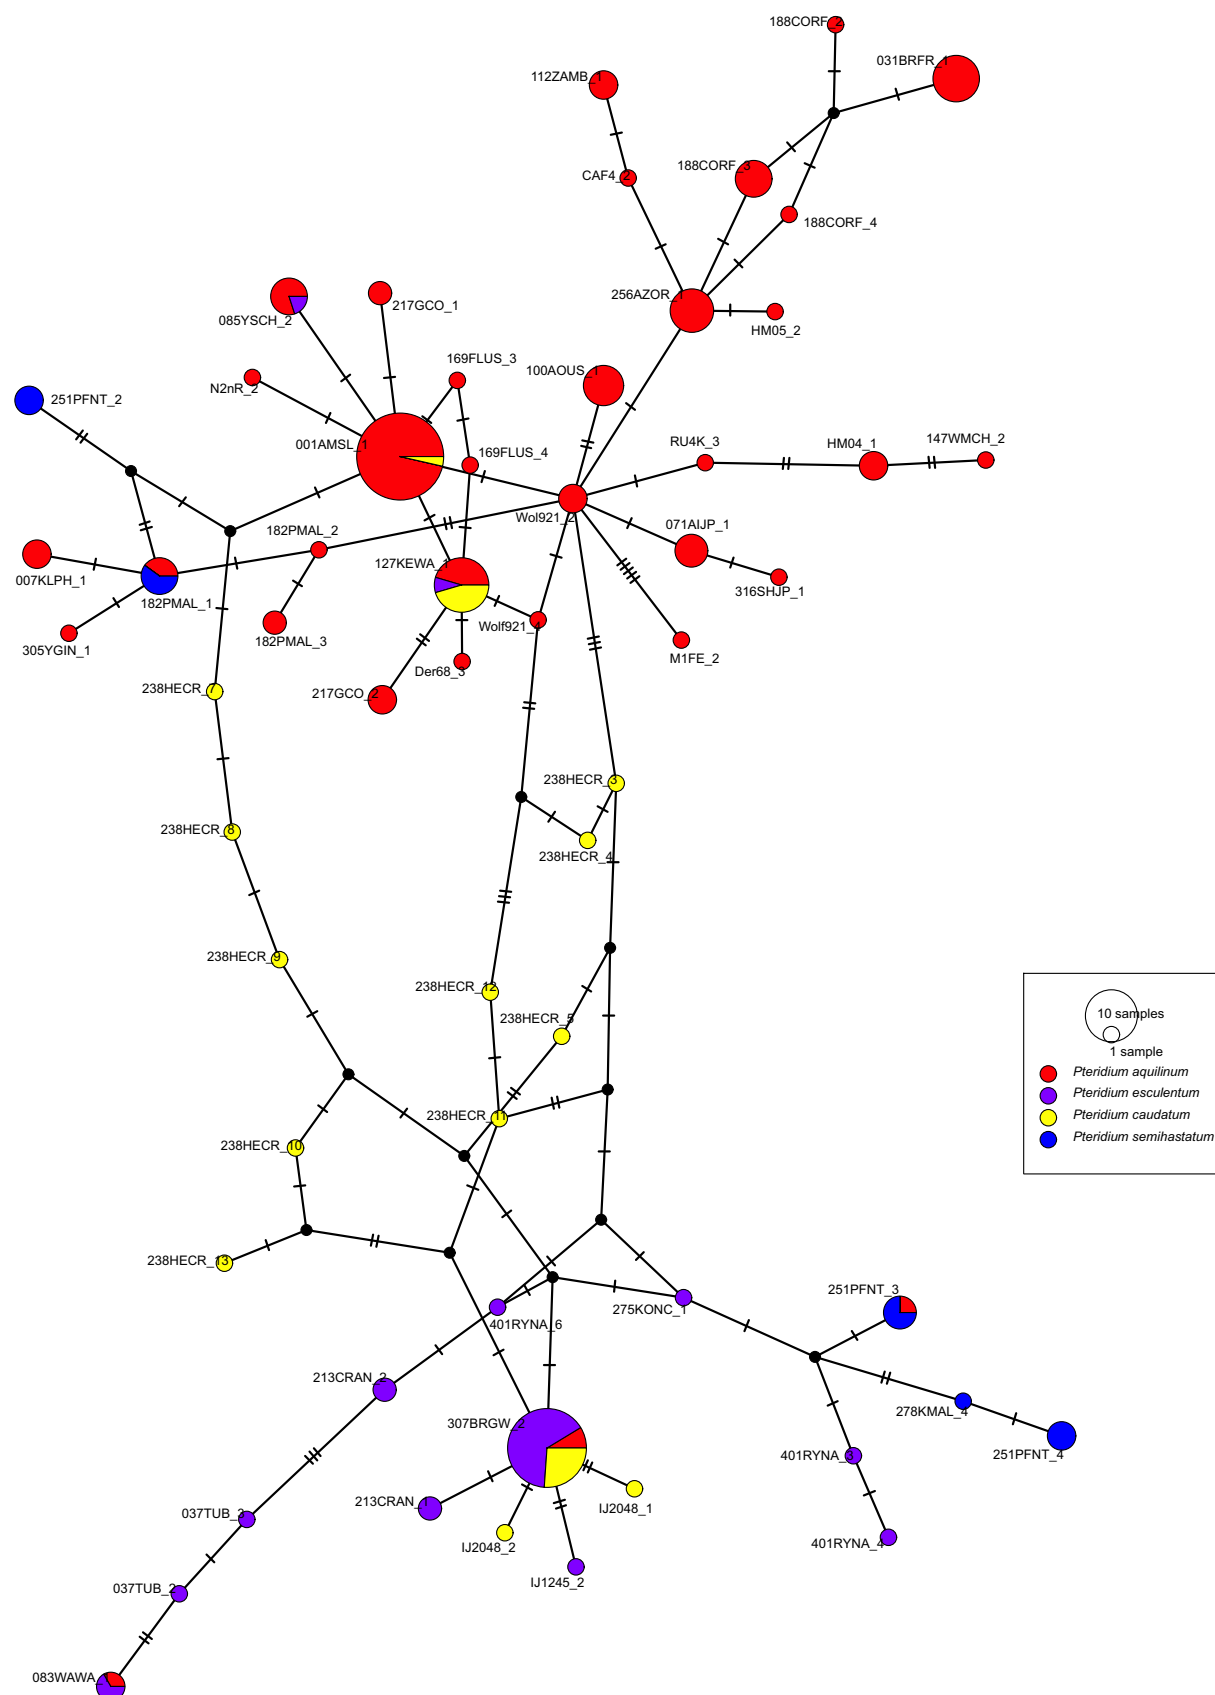 188CORF_2
031BRFR_1
112ZAMB_1
CAF4_2
188CORF_3
188CORF_4
256AZOR_1
HM05_2
085YSCH_2
217GCO_1
169FLUS_3
N2nR_2
100AOUS_1
251PFNT_2
001AMSL_1
169FLUS_4
RU4K_3
HM04_1
147WMCH_2
Wol921_2
071AIJP_1
182PMAL_2
127KEWA_1
007KLPH_1
182PMAL_1
316SHJP_1
305YGIN_1
182PMAL_3
Wolf921_4
M1FE_2
Der68_3
217GCO_2
238HECR_7
238HECR_3
238HECR_8
238HECR_4
238HECR_9
238HECR_12
238HECR_5
10 samples
1 sample
Pteridium aquilinum
Pteridium esculentum
Pteridium caudatum
Pteridium semihastatum
238HECR_11
238HECR_10
238HECR_13
251PFNT_3
275KONC_1
401RYNA_6
213CRAN_2
278KMAL_4
307BRGW_2
401RYNA_3
251PFNT_4
213CRAN_1
IJ2048_1
037TUB_3
IJ2048_2
401RYNA_4
IJ1245_2
037TUB_2
083WAWA_